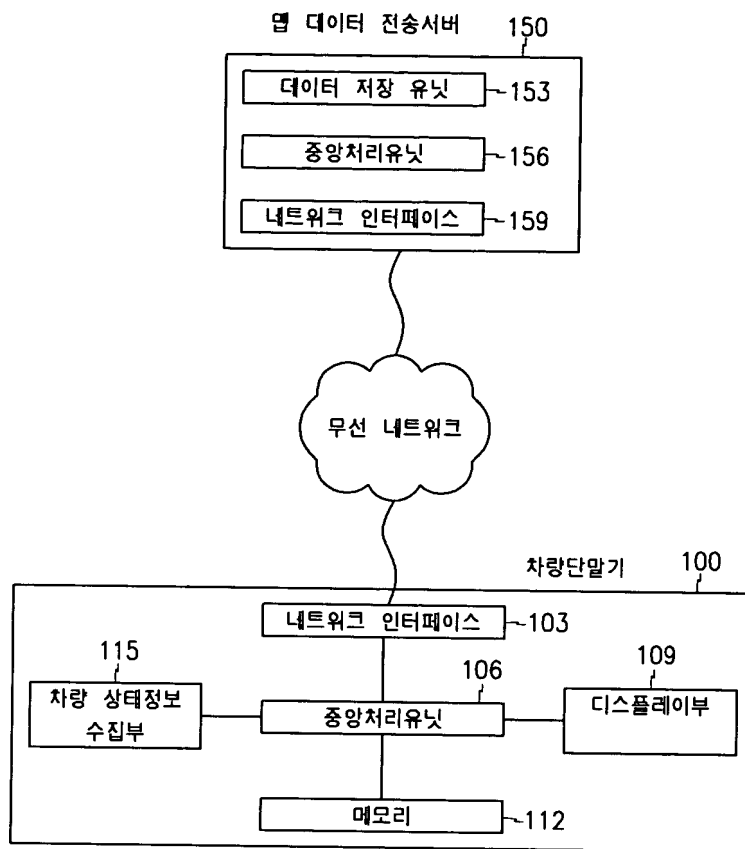 맵 데이터 전송서버
150
데이터 저장 유닛
153
중앙처리유닛
156
네트워크 인터페이스
159
무선 네트워크
차량단말기
100
네트워크 인터페이스
103
115
차량 상태정보
수집부
106
중앙처리유닛
109
디스플레이부
메모리
112